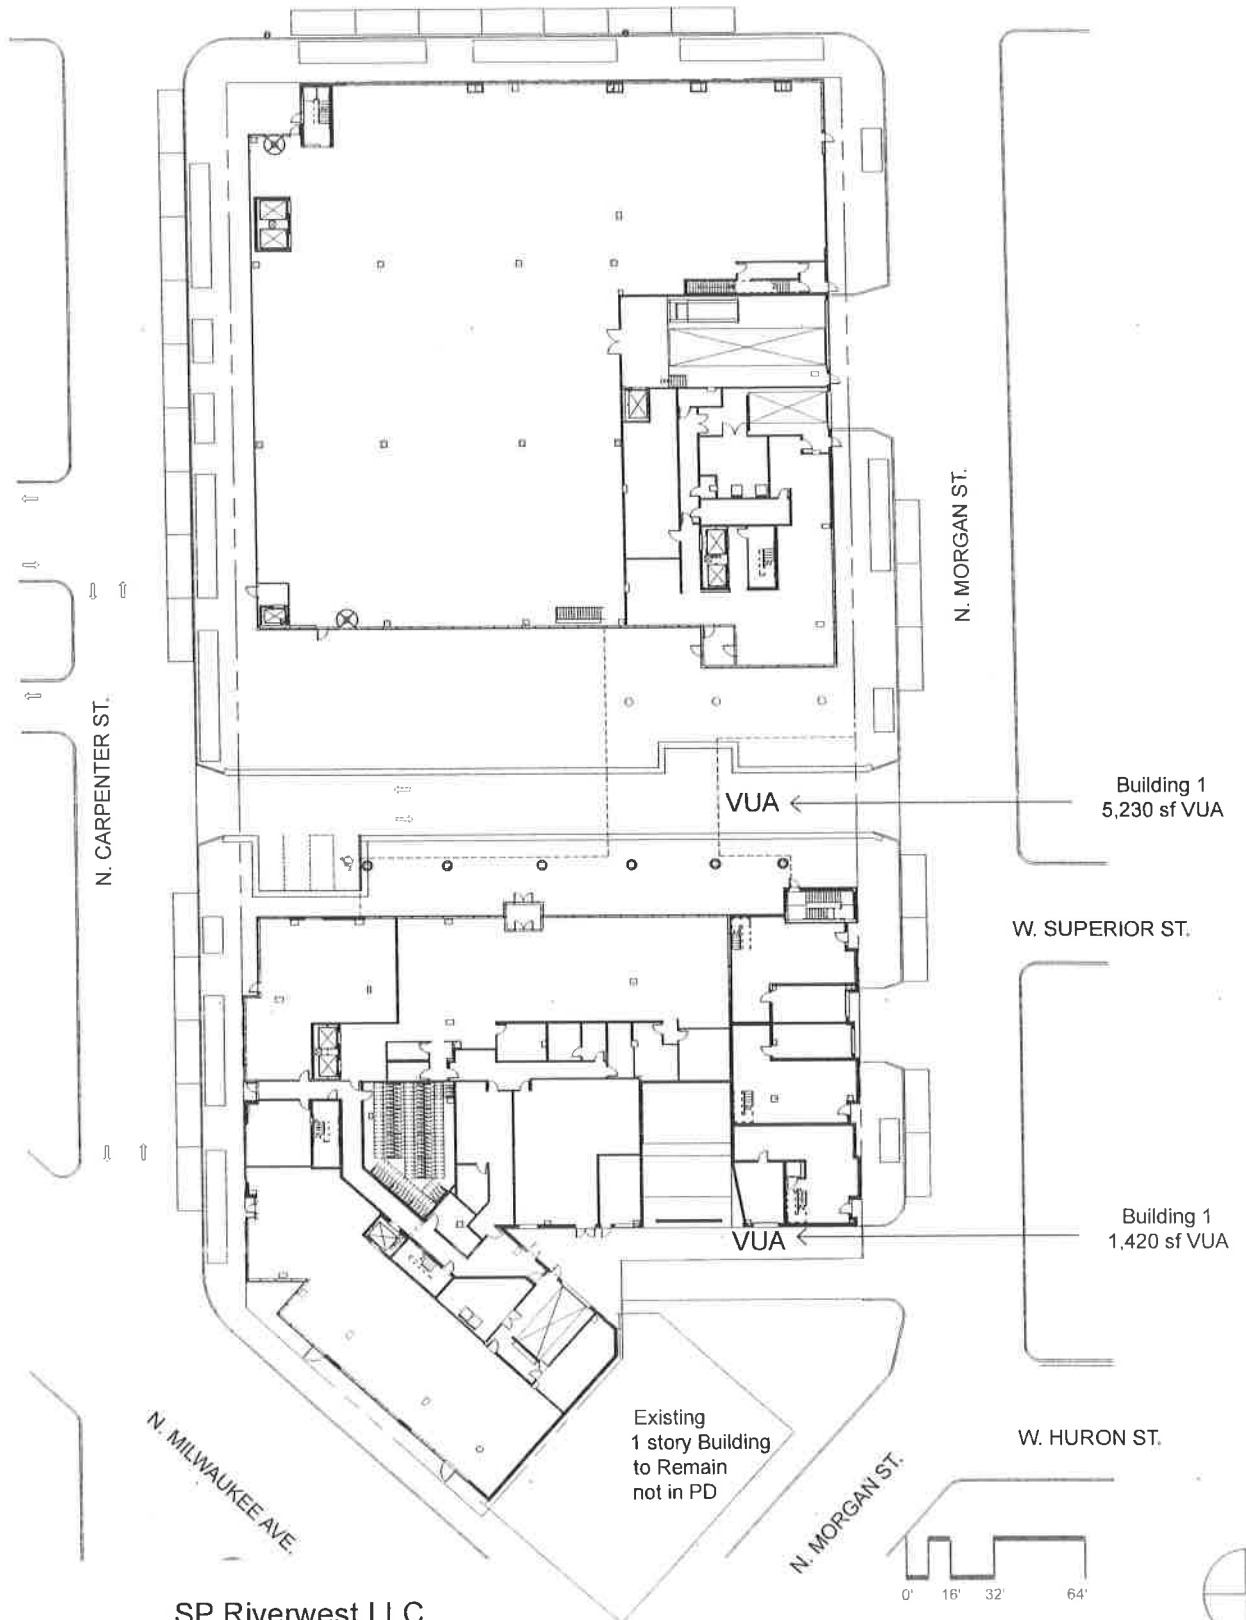 N. MORGAN ST.
N. CARPENTER ST.
VUA
Building 1
5,230 sf VUA
W. SUPERIOR ST.
VUA
Building 1
1,420 sf VUA
Existing
1 story Building
to Remain
not in PD
W. HURON ST.
N. MILWAUKEE AVE.
N. MORGAN ST.
0' 16' 32' 64'
SP Riverwest LLC